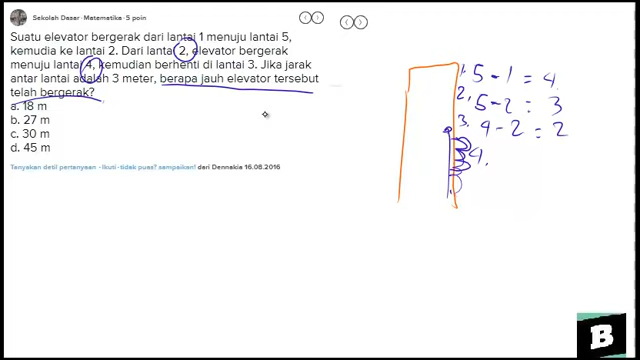 Sekolah Dasar · Matematika · 5 poin
Suatu elevator bergerak dari lantai 1 menuju lantai 5,
kemudia ke lantai 2. Dari lantai 2, elevator bergerak
menuju lantai 4, kemudian berhenti di lantai 3. Jika jarak
antar lantai adalah 3 meter, berapa jauh elevator tersebut
telah bergerak?
a. 18 m
b. 27 m
c. 30 m
d. 45 m
Tanyakan detil pertanyaan · Ikuti · tidak puas? sampaikan! dari Dennakia 16.08.2016
1. 5 - 1 = 4
2. 5 - 2 = 3
3. 4 - 2 = 2
4.
B